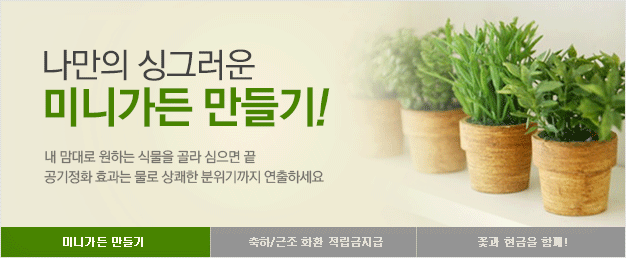 나만의 싱그러운
미니가든 만들기!
내 맘대로 원하는 식물을 골라 심으면 끝
공기정화 효과는 물로 상쾌한 분위기까지 연출하세요
미니가든 만들기
축하/근조 화환 적립금지급
꽃과 현금을 함께!